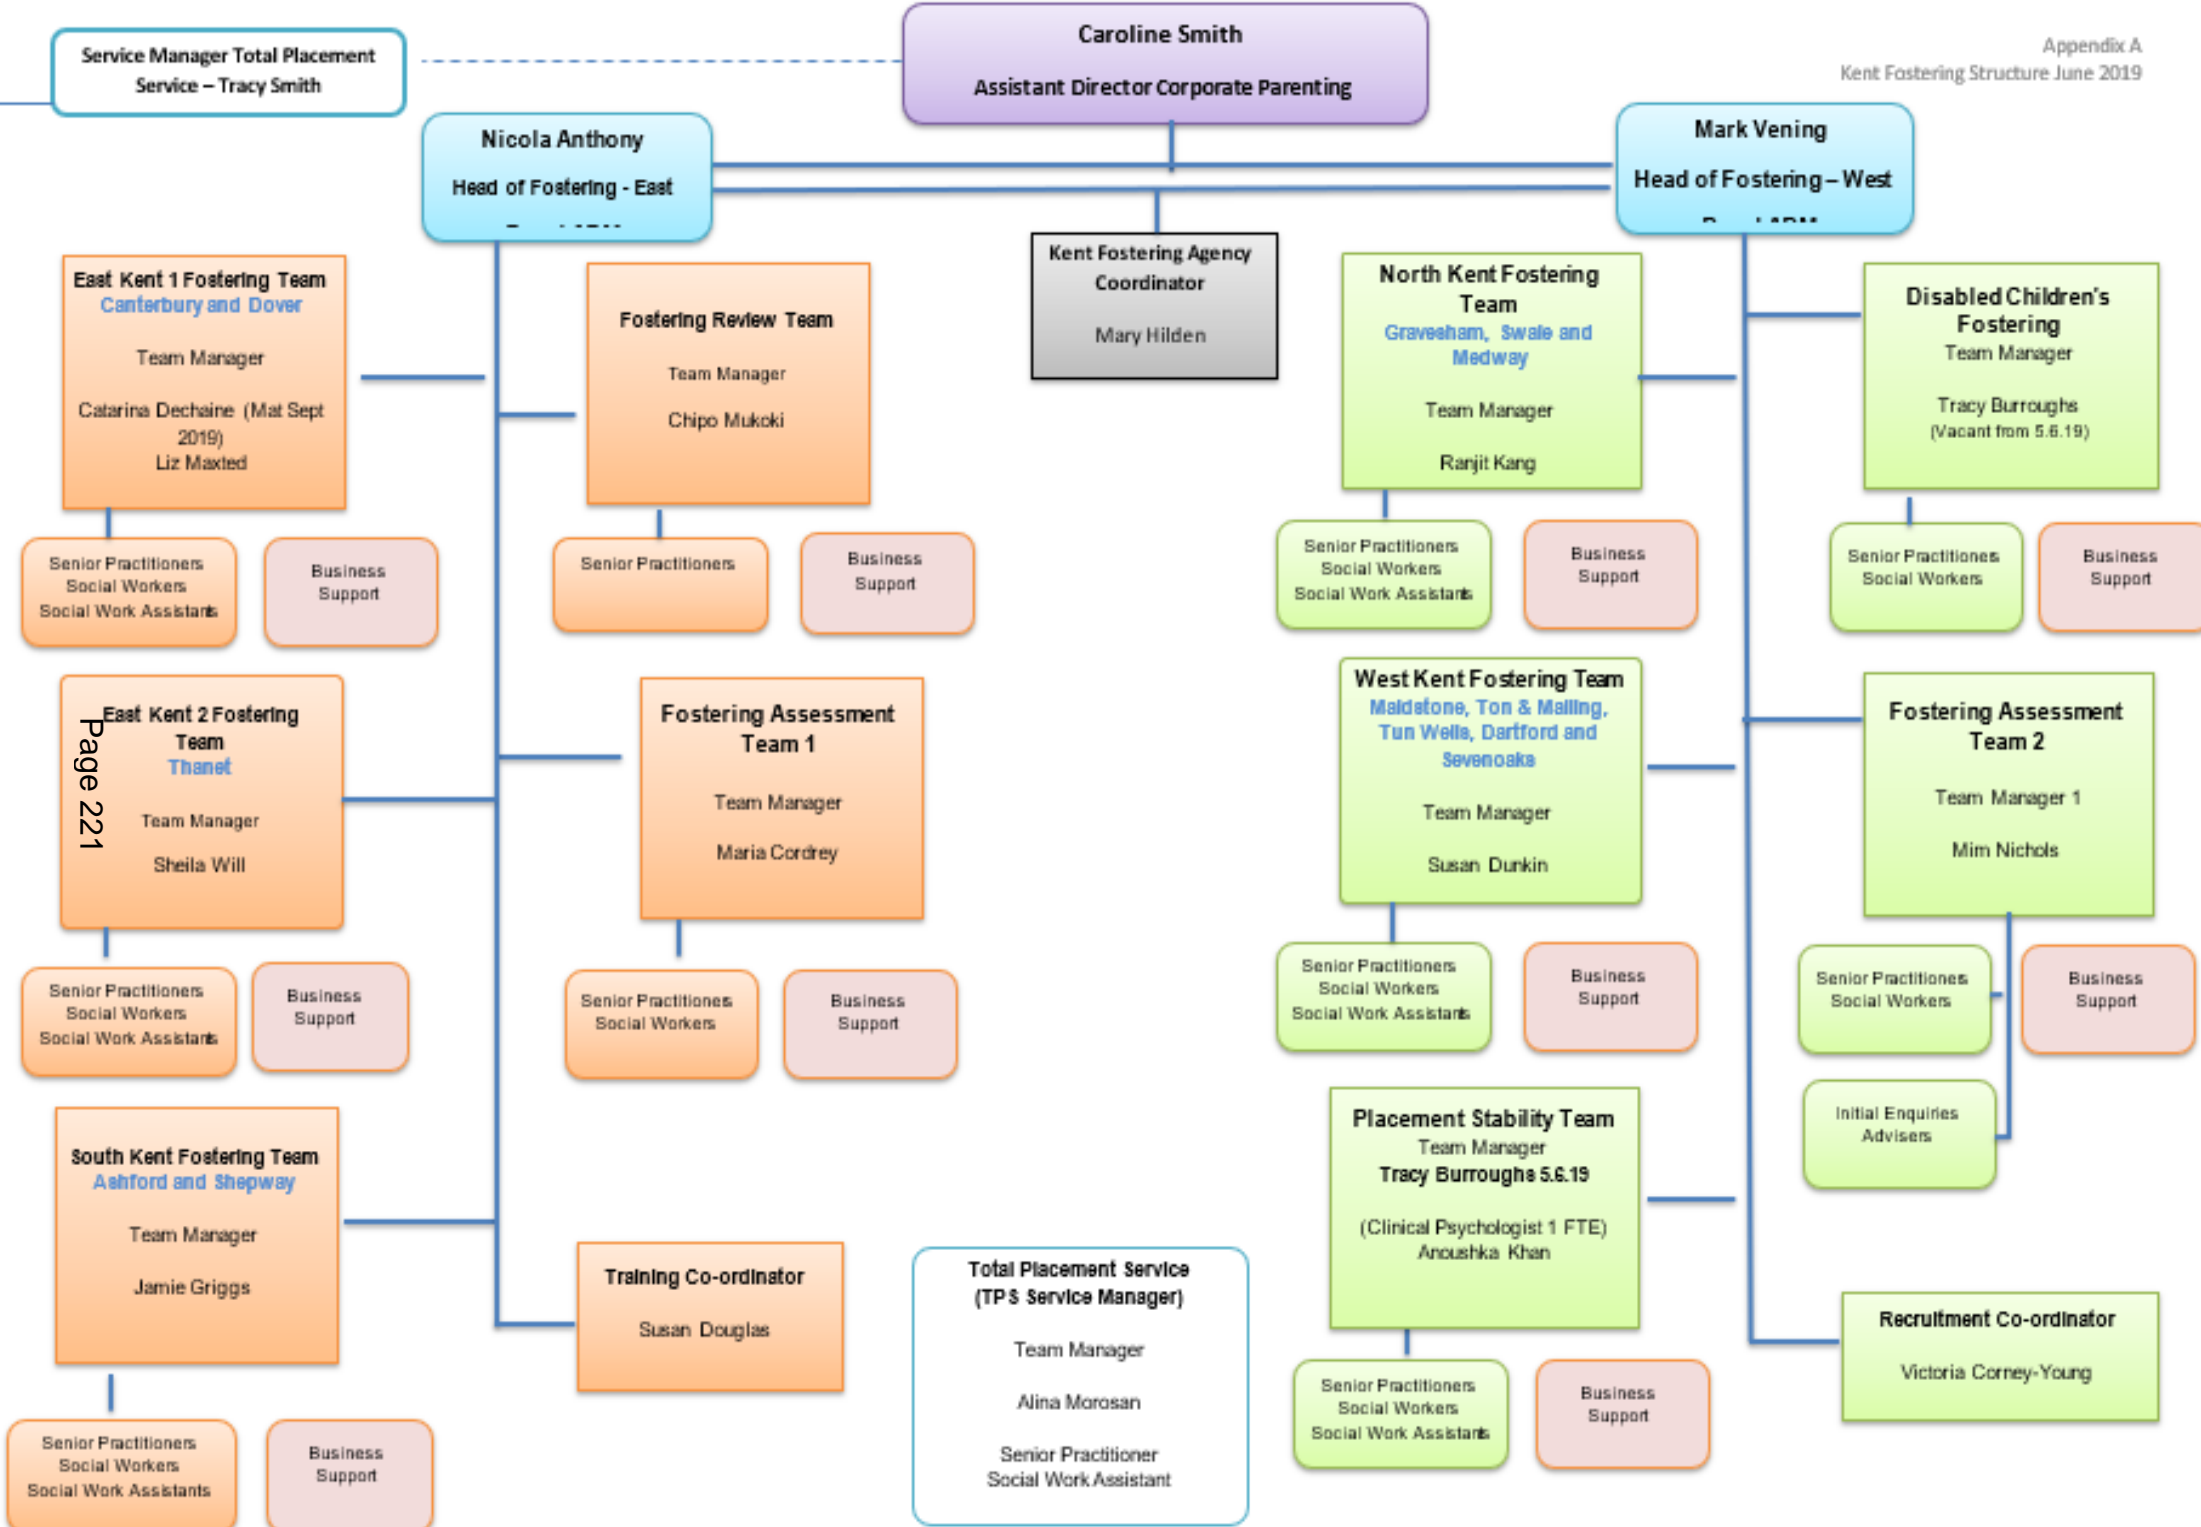 Caroline Smith
Assistant Director Corporate Parenting
Service Manager Total Placement
Service – Tracy Smith
Appendix A
Kent Fostering Structure June 2019
Nicola Anthony
Head of Fostering - East
Mark Vening
Head of Fostering – West
East Kent 1 Fostering Team
Canterbury and Dover
Team Manager
Catarina Dechaine (Mat Sept
2019)
Liz Maxted
Fostering Review Team
Team Manager
Chipo Mukoki
Kent Fostering Agency
Coordinator
Mary Hilden
North Kent Fostering
Team
Gravesham, Swale and
Medway
Team Manager
Ranjit Kang
Disabled Children's
Fostering
Team Manager
Tracy Burroughs
(Vacant from 5.6.19)
Senior Practitioners
Social Workers
Social Work Assistants
Business
Support
Senior Practitioners
Business
Support
Senior Practitioners
Social Workers
Social Work Assistants
Business
Support
Senior Practitioners
Social Workers
Business
Support
Page 221
East Kent 2 Fostering
Team
Thanet
Team Manager
Sheila Will
Fostering Assessment
Team 1
Team Manager
Maria Cordrey
West Kent Fostering Team
Maidstone, Ton & Malling,
Tun Wells, Dartford and
Sevenoaks
Team Manager
Susan Dunkin
Fostering Assessment
Team 2
Team Manager 1
Mim Nichols
Senior Practitioners
Social Workers
Social Work Assistants
Business
Support
Senior Practitioners
Social Workers
Business
Support
Senior Practitioners
Social Workers
Social Work Assistants
Business
Support
Senior Practitioners
Social Workers
Business
Support
Initial Enquiries
Advisers
South Kent Fostering Team
Ashford and Shepway
Team Manager
Jamie Griggs
Training Co-ordinator
Susan Douglas
Total Placement Service
(TPS Service Manager)
Team Manager
Alina Morosan
Senior Practitioner
Social Work Assistant
Placement Stability Team
Team Manager
Tracy Burroughs 5.6.19
(Clinical Psychologist 1 FTE)
Anoushka Khan
Recruitment Co-ordinator
Victoria Corney-Young
Senior Practitioners
Social Workers
Social Work Assistants
Business
Support
Senior Practitioners
Social Workers
Social Work Assistants
Business
Support